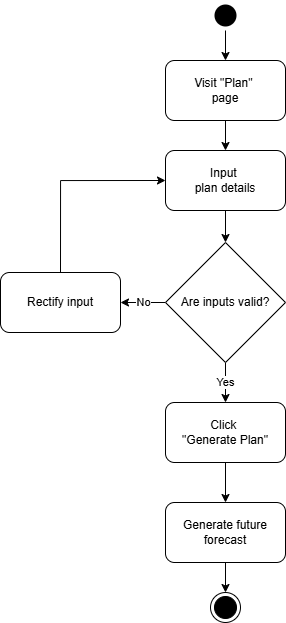 Visit "Plan"
page
Input
plan details
Are inputs valid?
No
Rectify input
Yes
Click
"Generate Plan"
Generate future
forecast